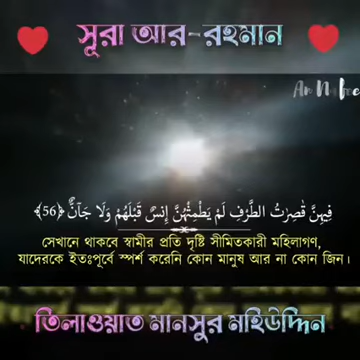 সূরা আর-রহমান
فِيهِنَّ قَٰصِرَٰتُ الطَّرْفِ لَمْ يَطْمِثْهُنَّ إِنسٌ قَبْلَهُمْ وَلَا جَآنٌّ ﴿56﴾
সেখানে থাকবে স্বামীর প্রতি দৃষ্টি সীমিতকারী মহিলাগণ,
যাদেরকে ইতঃপূর্বে স্পর্শ করেনি কোন মানুষ আর না কোন জিন।
তিলাওয়াত মানসুর মহিউদ্দিন